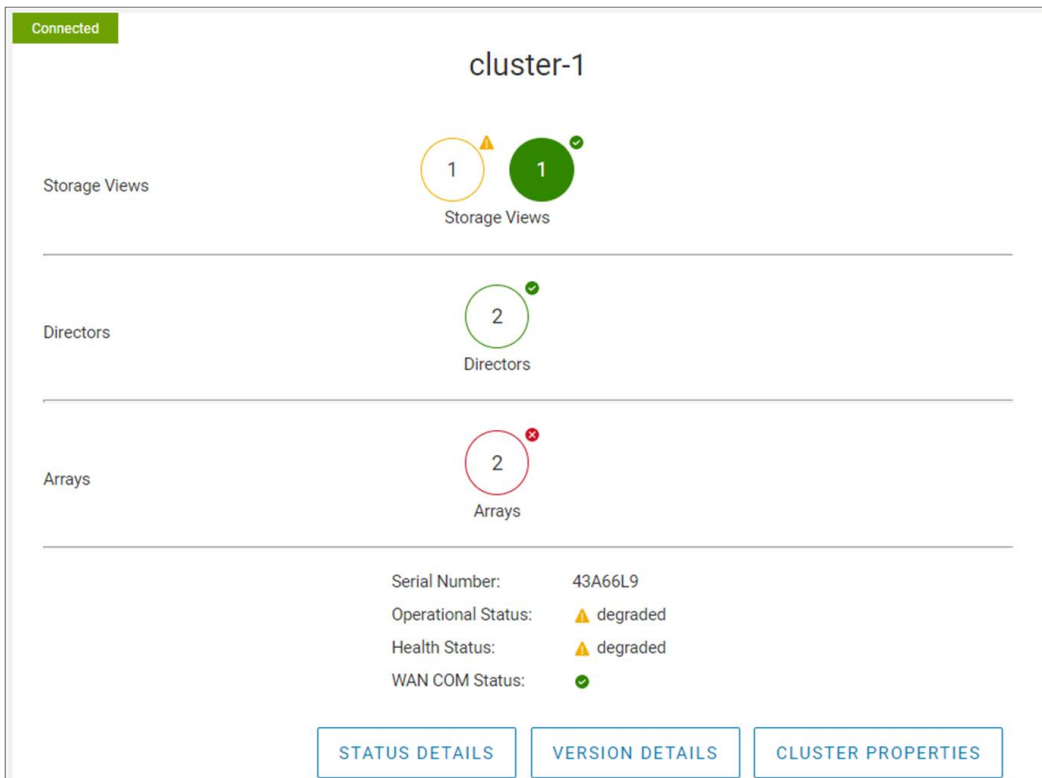 Connected
cluster-1
Storage Views
1 1
Storage Views
Directors
2
Directors
Arrays
2
Arrays
Serial Number: 43A66L9
Operational Status: degraded
Health Status: degraded
WAN COM Status:
STATUS DETAILS VERSION DETAILS CLUSTER PROPERTIES